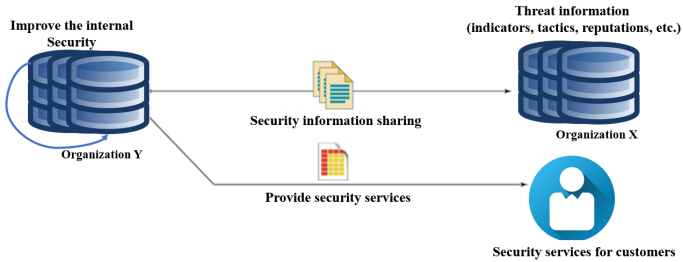 Improve the internal
Security
Organization Y
Security information sharing
Provide security services
Threat information
(indicators, tactics, reputations, etc.)
Organization X
Security services for customers